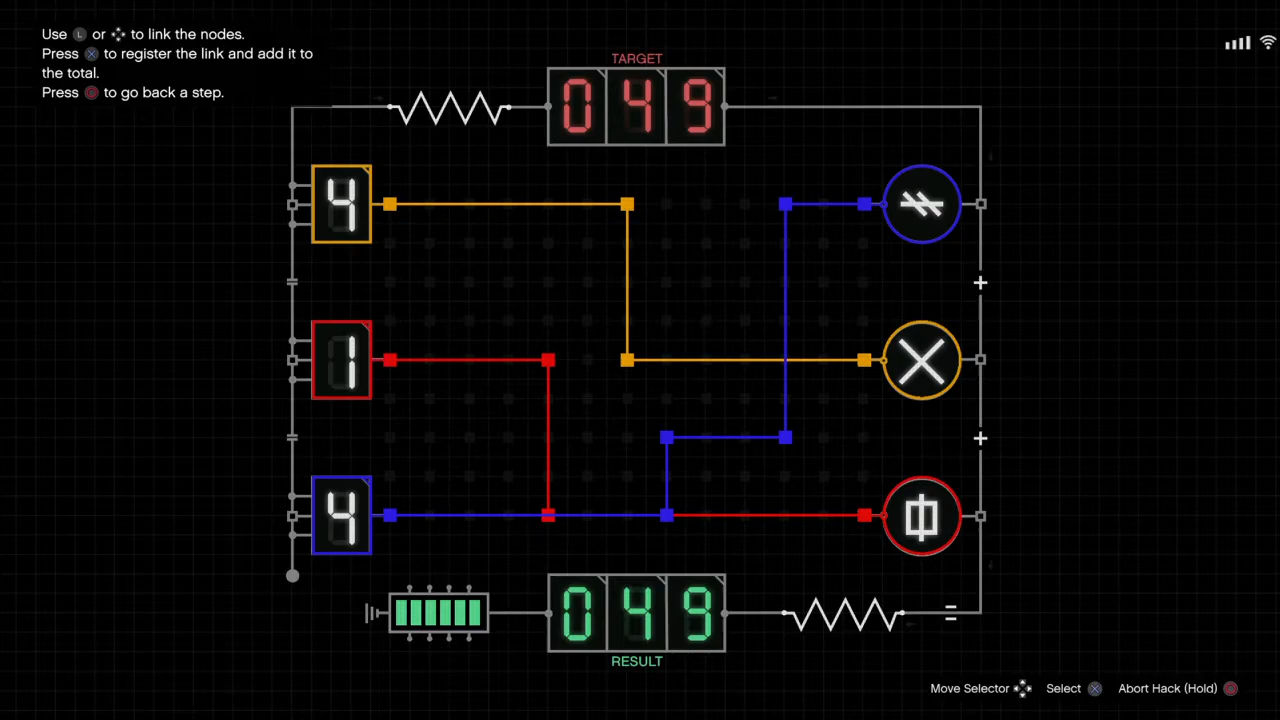 Use L or to link the nodes.
Press X to register the link and add it to
the total.
Press to go back a step.
TARGET
049
4
1
4
+
+
=
049
RESULT
Move Selector Select X Abort Hack (Hold)